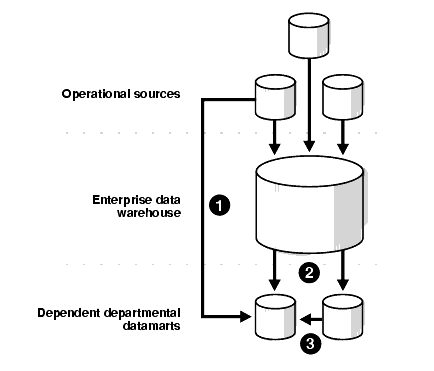 Operational sources
Enterprise data
warehouse
1
2
Dependent departmental
datamarts
3